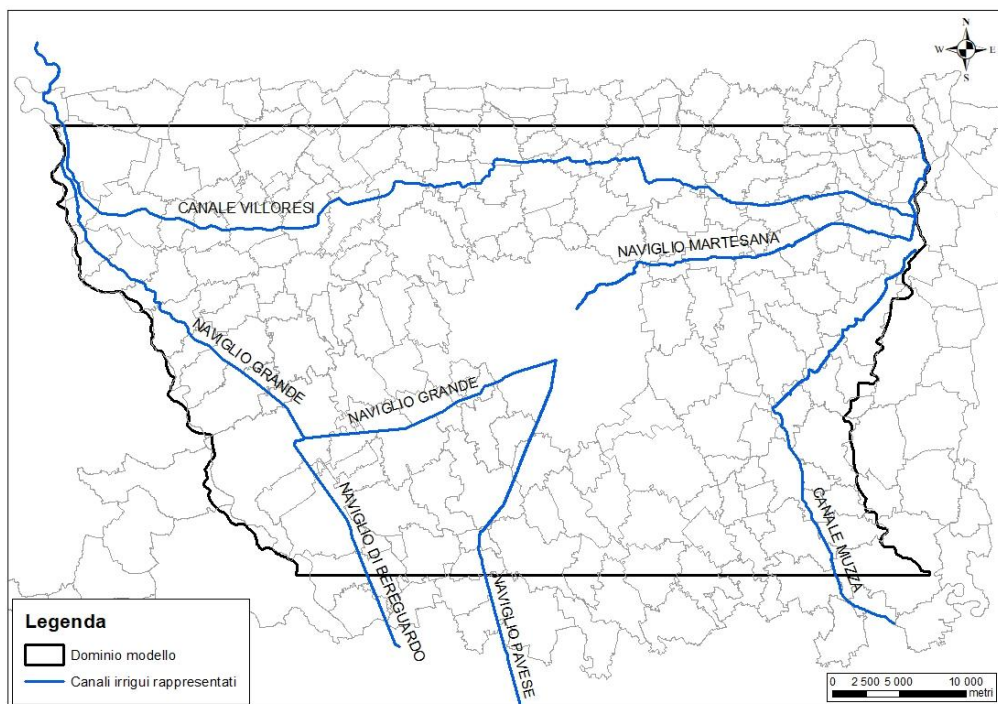 N
W E
S
CANALE VILLORESI
NAVIGLIO MARTESANA
NAVIGLIO GRANDE
NAVIGLIO GRANDE
NAVIGLIO DI BEREGUARDO
NAVIGLIO PAVESE
CANALE MUZZA
Legenda
Dominio modello
Canali irrigui rappresentati
0 2 500 5 000 10 000
metri